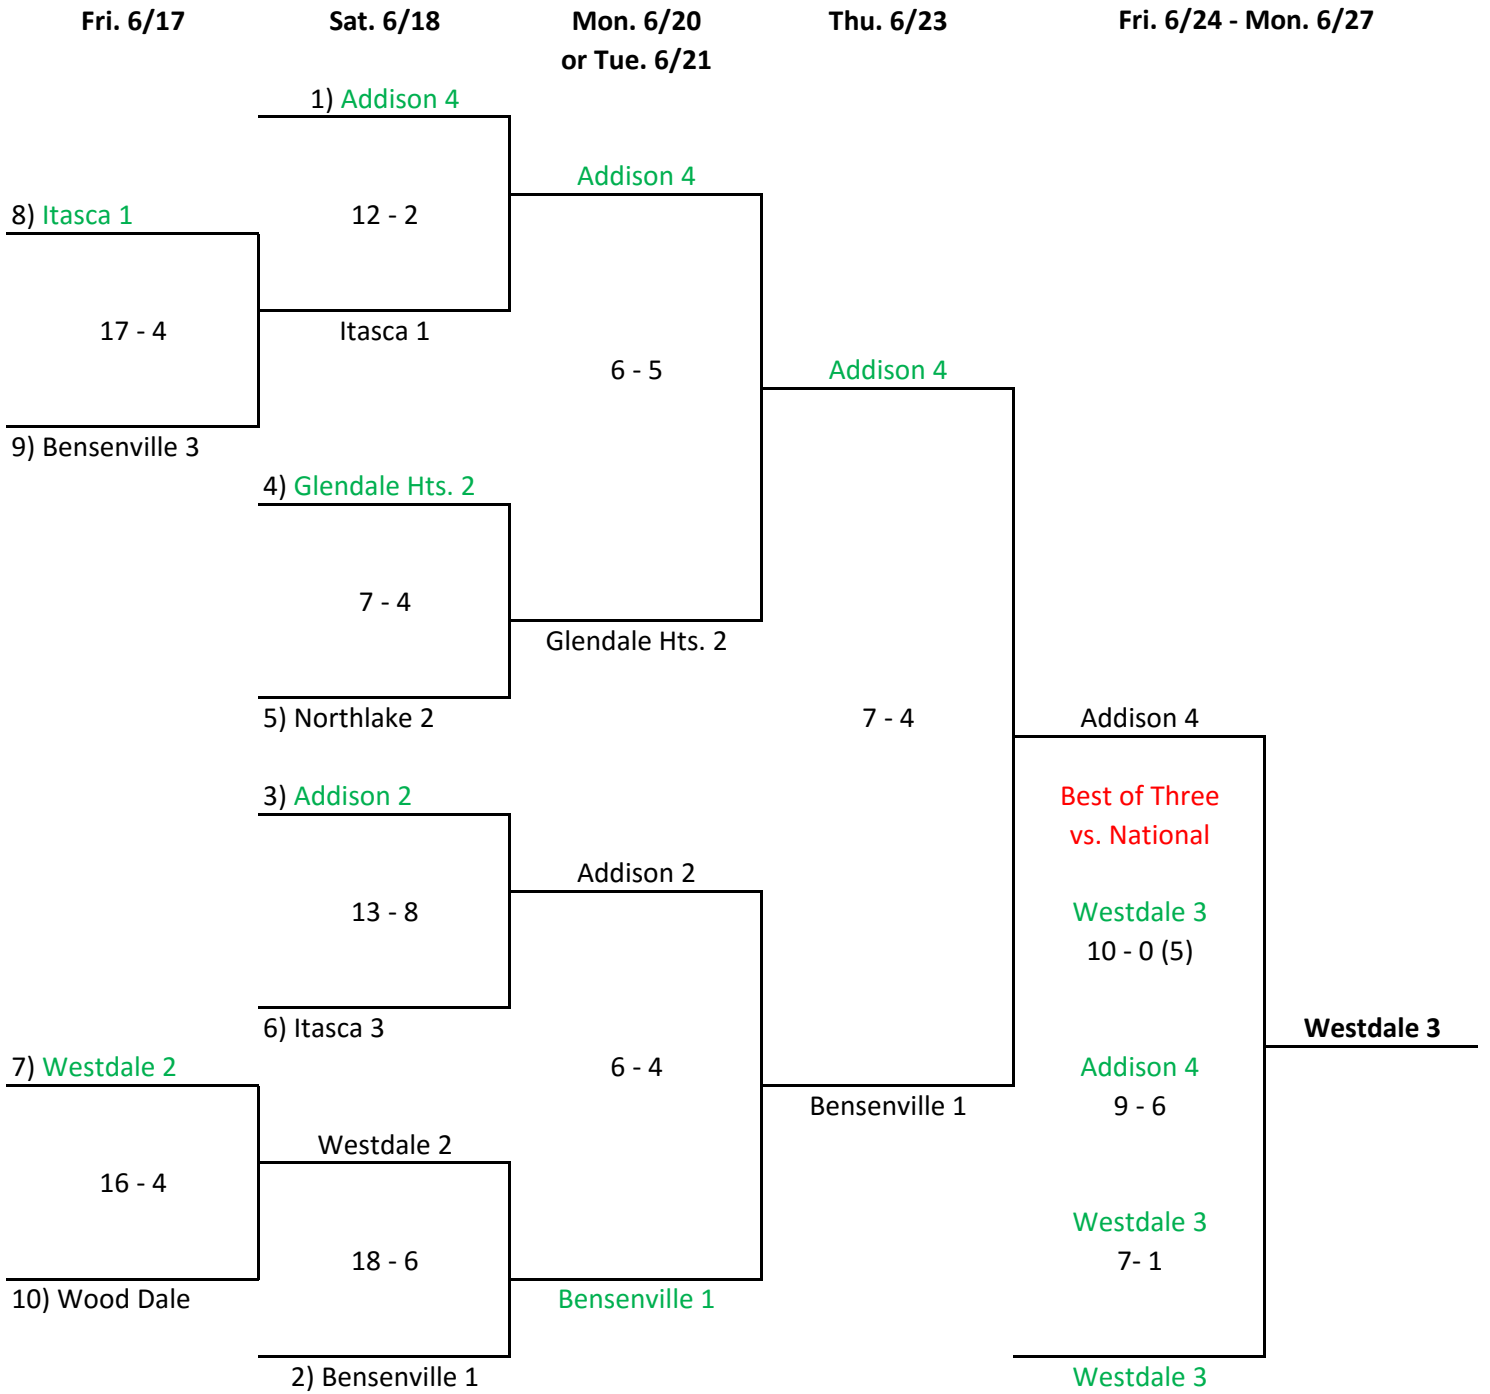 Fri. 6/17
Sat. 6/18
Mon. 6/20
or Tue. 6/21
Thu. 6/23
Fri. 6/24 - Mon. 6/27
1) Addison 4
Addison 4
8) Itasca 1
12 - 2
17 - 4
Itasca 1
6 - 5
Addison 4
9) Bensenville 3
4) Glendale Hts. 2
7 - 4
Glendale Hts. 2
5) Northlake 2
7 - 4
Addison 4
3) Addison 2
Best of Three
vs. National
Addison 2
13 - 8
Westdale 3
10 - 0 (5)
6) Itasca 3
Westdale 3
7) Westdale 2
6 - 4
Addison 4
9 - 6
Bensenville 1
Westdale 2
16 - 4
Westdale 3
7- 1
18 - 6
10) Wood Dale
Bensenville 1
2) Bensenville 1
Westdale 3